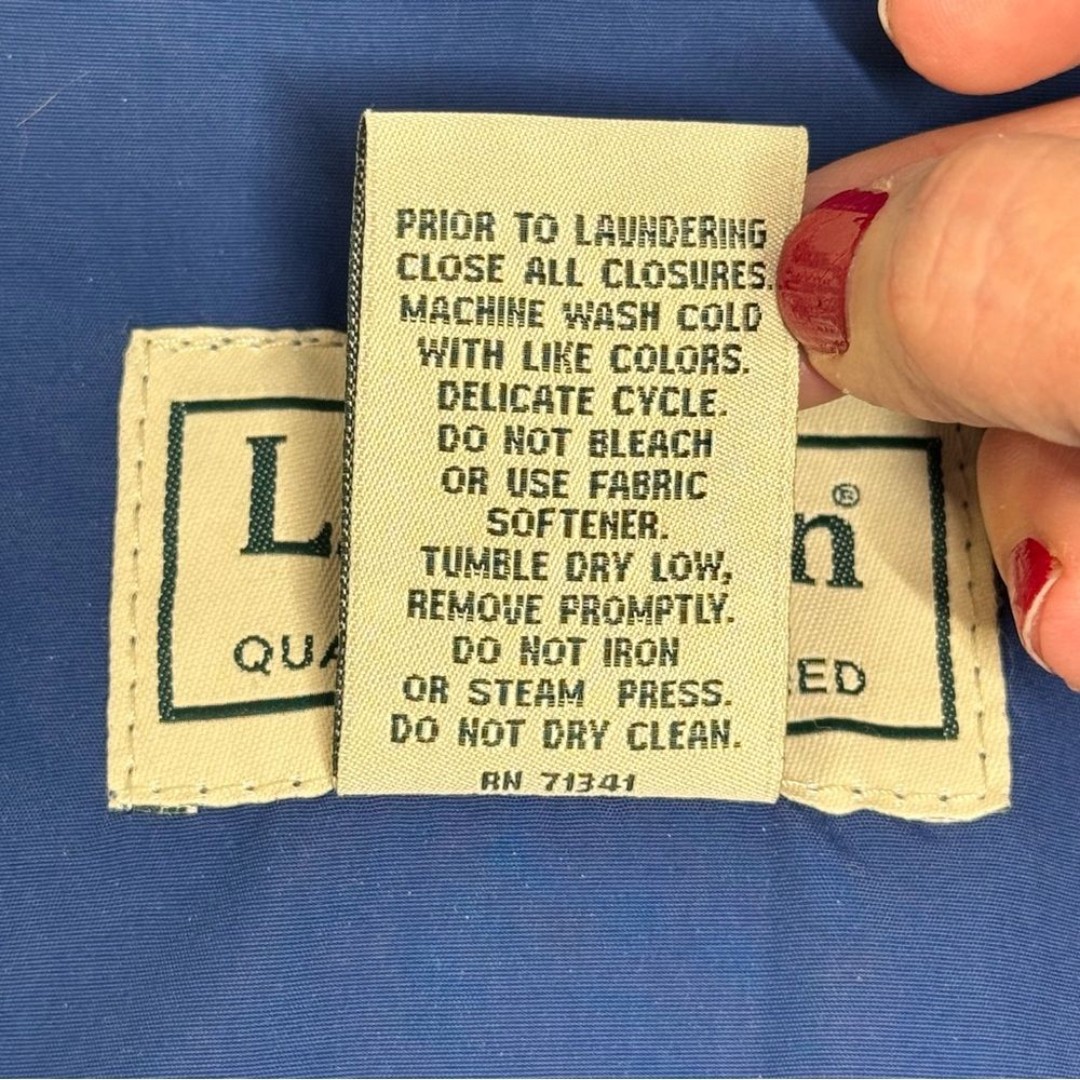 PRIOR TO LAUNDERING
CLOSE ALL CLOSURES.
MACHINE WASH COLD
WITH LIKE COLORS.
DELICATE CYCLE.
DO NOT BLEACH
OR USE FABRIC
SOFTENER.
TUMBLE DRY LOW,
REMOVE PROMPTLY.
DO NOT IRON
OR STEAM PRESS.
DO NOT DRY CLEAN.
RN 71341